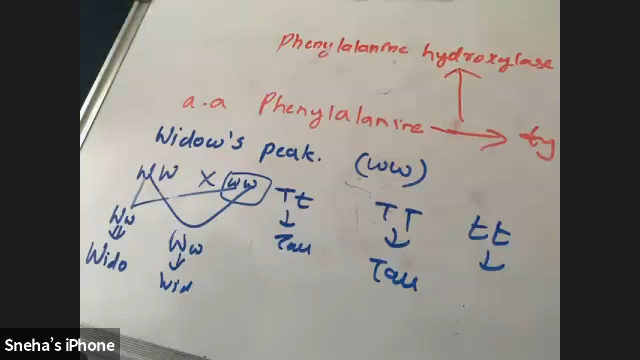 Phenylalanine hydroxylase
a.a Phenylalanine → ty
Widow's peak. (ww)
WW × ww Tt TT tt
Ww Ww Tall Tall
Wido Wid
Sneha's iPhone